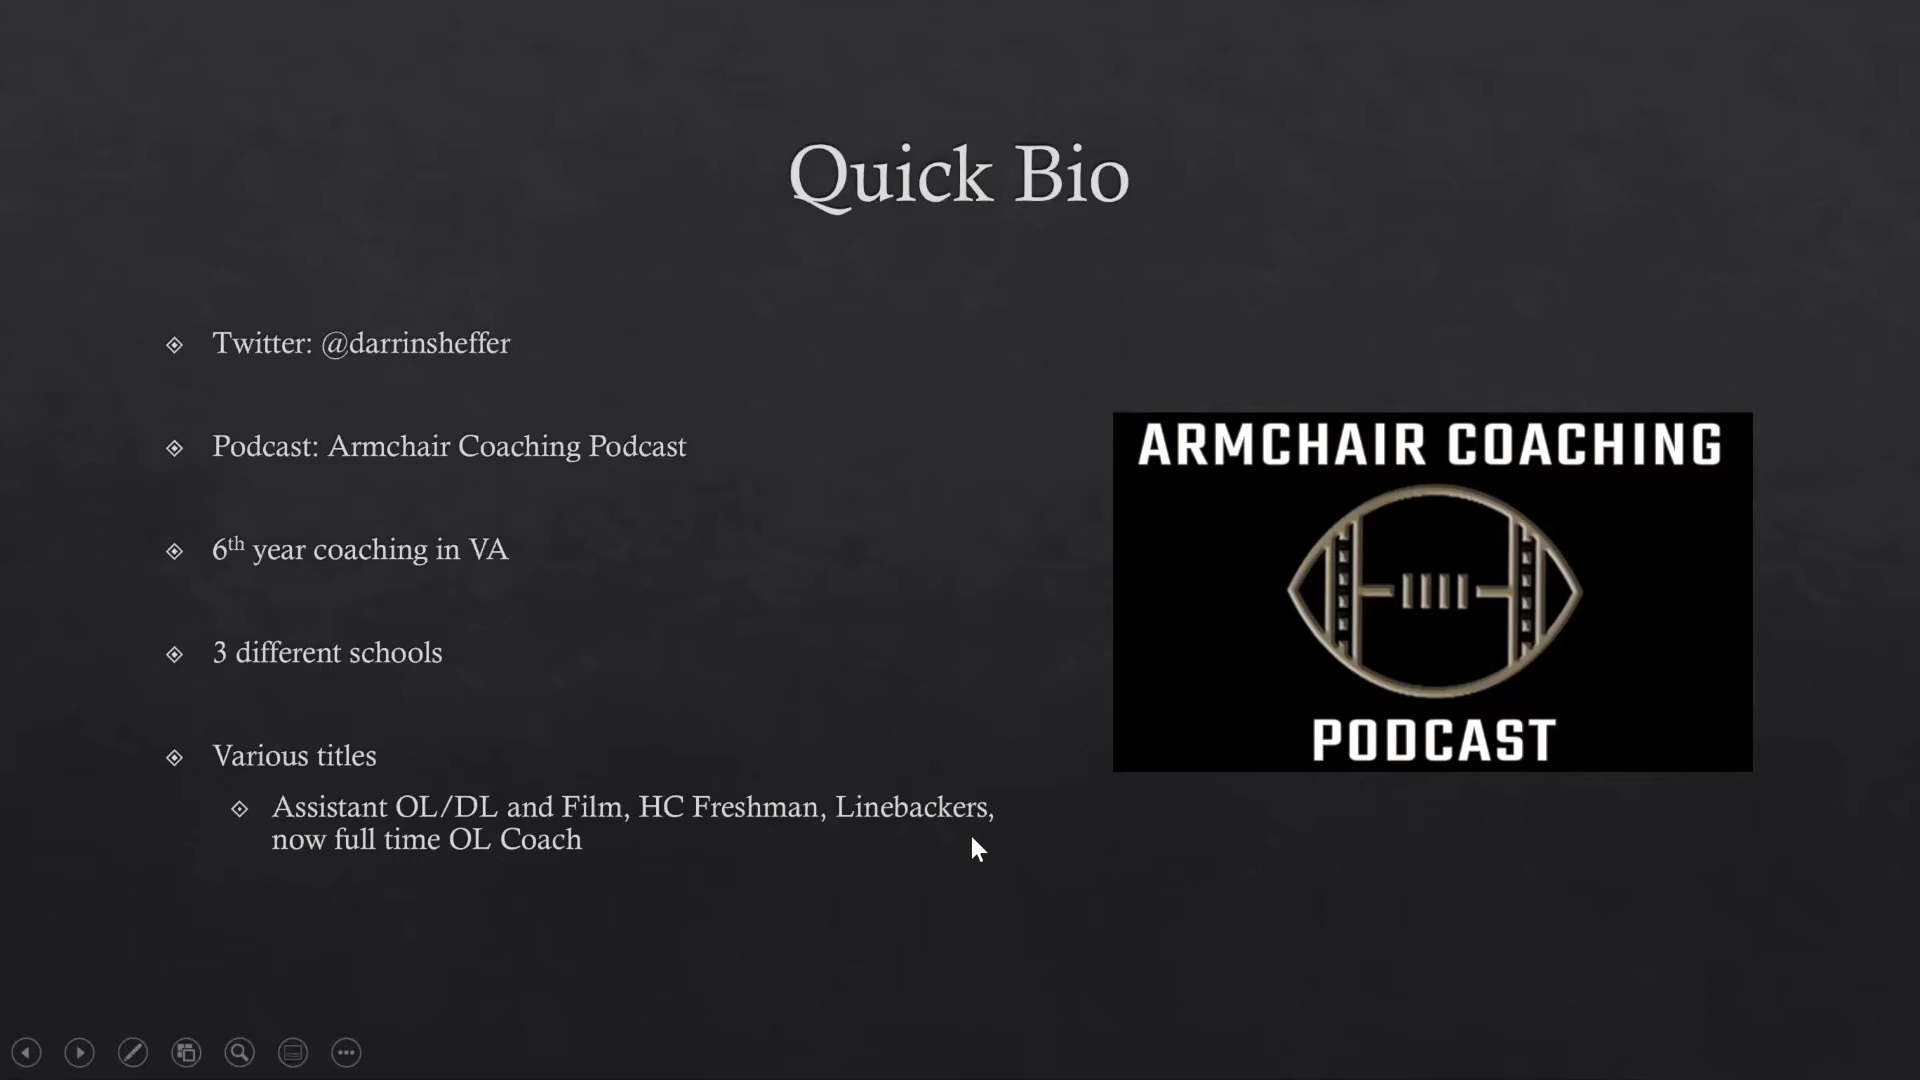 Quick Bio
Twitter: @darrinsheffer
Podcast: Armchair Coaching Podcast
6th year coaching in VA
3 different schools
Various titles
Assistant OL/DL and Film, HC Freshman, Linebackers,
now full time OL Coach
ARMCHAIR COACHING
PODCAST